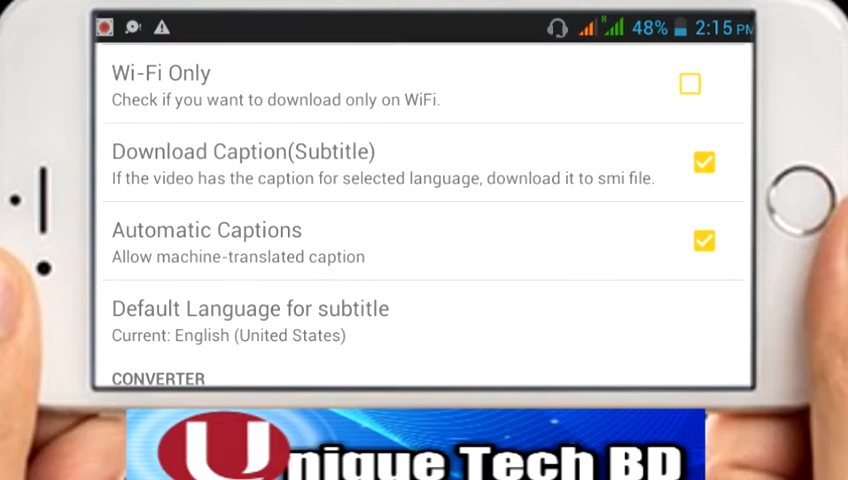 48% 2:15 PM
Wi-Fi Only
Check if you want to download only on WiFi.
Download Caption(Subtitle)
If the video has the caption for selected language, download it to smi file.
Automatic Captions
Allow machine-translated caption
Default Language for subtitle
Current: English (United States)
CONVERTER
Unique Tech BD